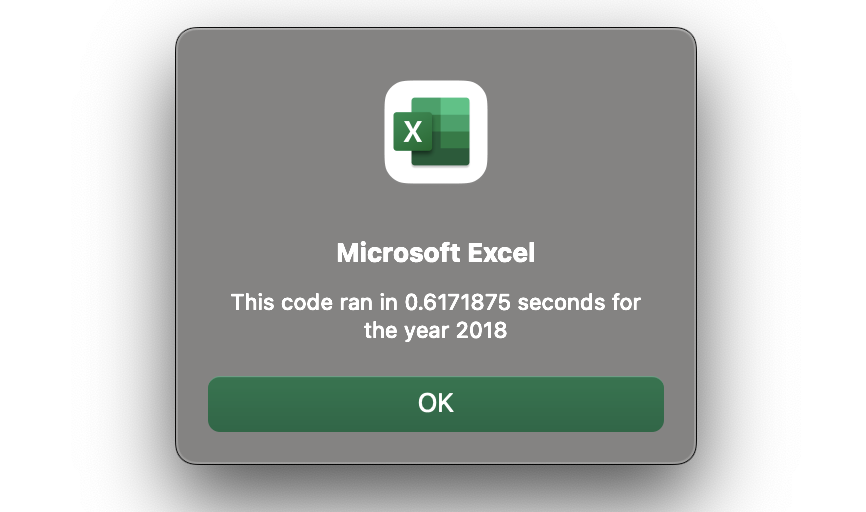 X
Microsoft Excel
This code ran in 0.6171875 seconds for
the year 2018
OK